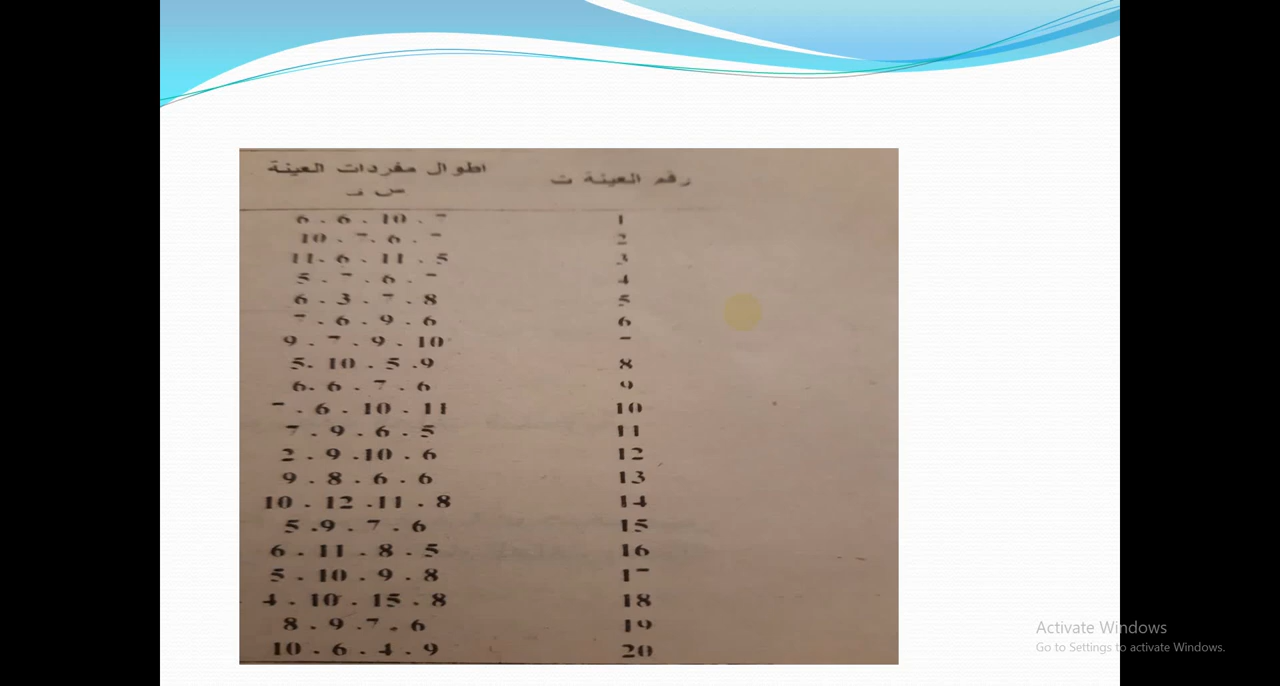 رقم العينة ت اطوال مفردات العينة
س ف
1 6 - 6 - 10 - 7
2 10 - 7 - 6 - 7
3 11 - 6 - 11 - 5
4 5 - 7 - 6 - 7
5 6 - 3 - 7 - 8
6 7 - 6 - 9 - 6
7 9 - 7 - 9 - 10
8 5 - 10 - 5 - 9
9 6 - 6 - 7 - 6
10 7 - 6 - 10 - 11
11 7 - 9 - 6 - 5
12 2 - 9 - 10 - 6
13 9 - 8 - 6 - 6
14 10 - 12 - 11 - 8
15 5 - 9 - 7 - 6
16 6 - 11 - 8 - 5
17 5 - 10 - 9 - 8
18 4 - 10 - 15 - 8
19 8 - 9 - 7 - 6
20 10 - 6 - 4 - 9
Activate Windows
Go to Settings to activate Windows.